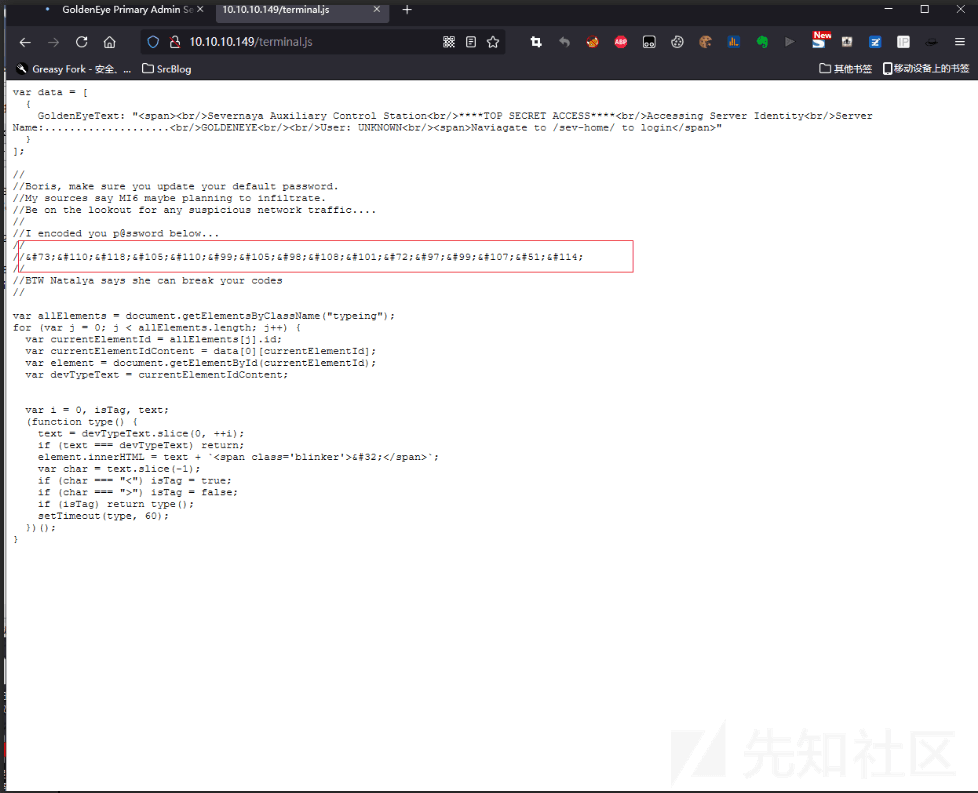 GoldenEye Primary Admin Se
10.10.10.149/terminal.js
10.10.10.149/terminal.js
New
ABP
IP
Greasy Fork - 安全、...
SrcBlog
其他书签
移动设备上的书签
var data = [
  {
    GoldenEyeText: "<span><br/>Severnaya Auxiliary Control Station<br/>****TOP SECRET ACCESS****<br/>Accessing Server Identity<br/>Server
Name:....................<br/>GOLDENEYE<br/><br/>User: UNKNOWN<br/><span>Naviagate to /sev-home/ to login</span>"
  }
];
//
//Boris, make sure you update your default password.
//My sources say MI6 maybe planning to infiltrate.
//Be on the lookout for any suspicious network traffic....
//
//I encoded you p@ssword below...
//
//&#73;&#110;&#118;&#105;&#110;&#99;&#105;&#98;&#108;&#101;&#72;&#97;&#99;&#107;&#51;&#114;
//
//BTW Natalya says she can break your codes
//
var allElements = document.getElementsByClassName("typeing");
for (var j = 0; j < allElements.length; j++) {
  var currentElementId = allElements[j].id;
  var currentElementIdContent = data[0][currentElementId];
  var element = document.getElementById(currentElementId);
  var devTypeText = currentElementIdContent;
  var i = 0, isTag, text;
  (function type() {
    text = devTypeText.slice(0, ++i);
    if (text === devTypeText) return;
    element.innerHTML = text + `<span class='blinker'>&#32;</span>`;
    var char = text.slice(-1);
    if (char === "<") isTag = true;
    if (char === ">") isTag = false;
    if (isTag) return type();
    setTimeout(type, 60);
  })();
}
先知社区